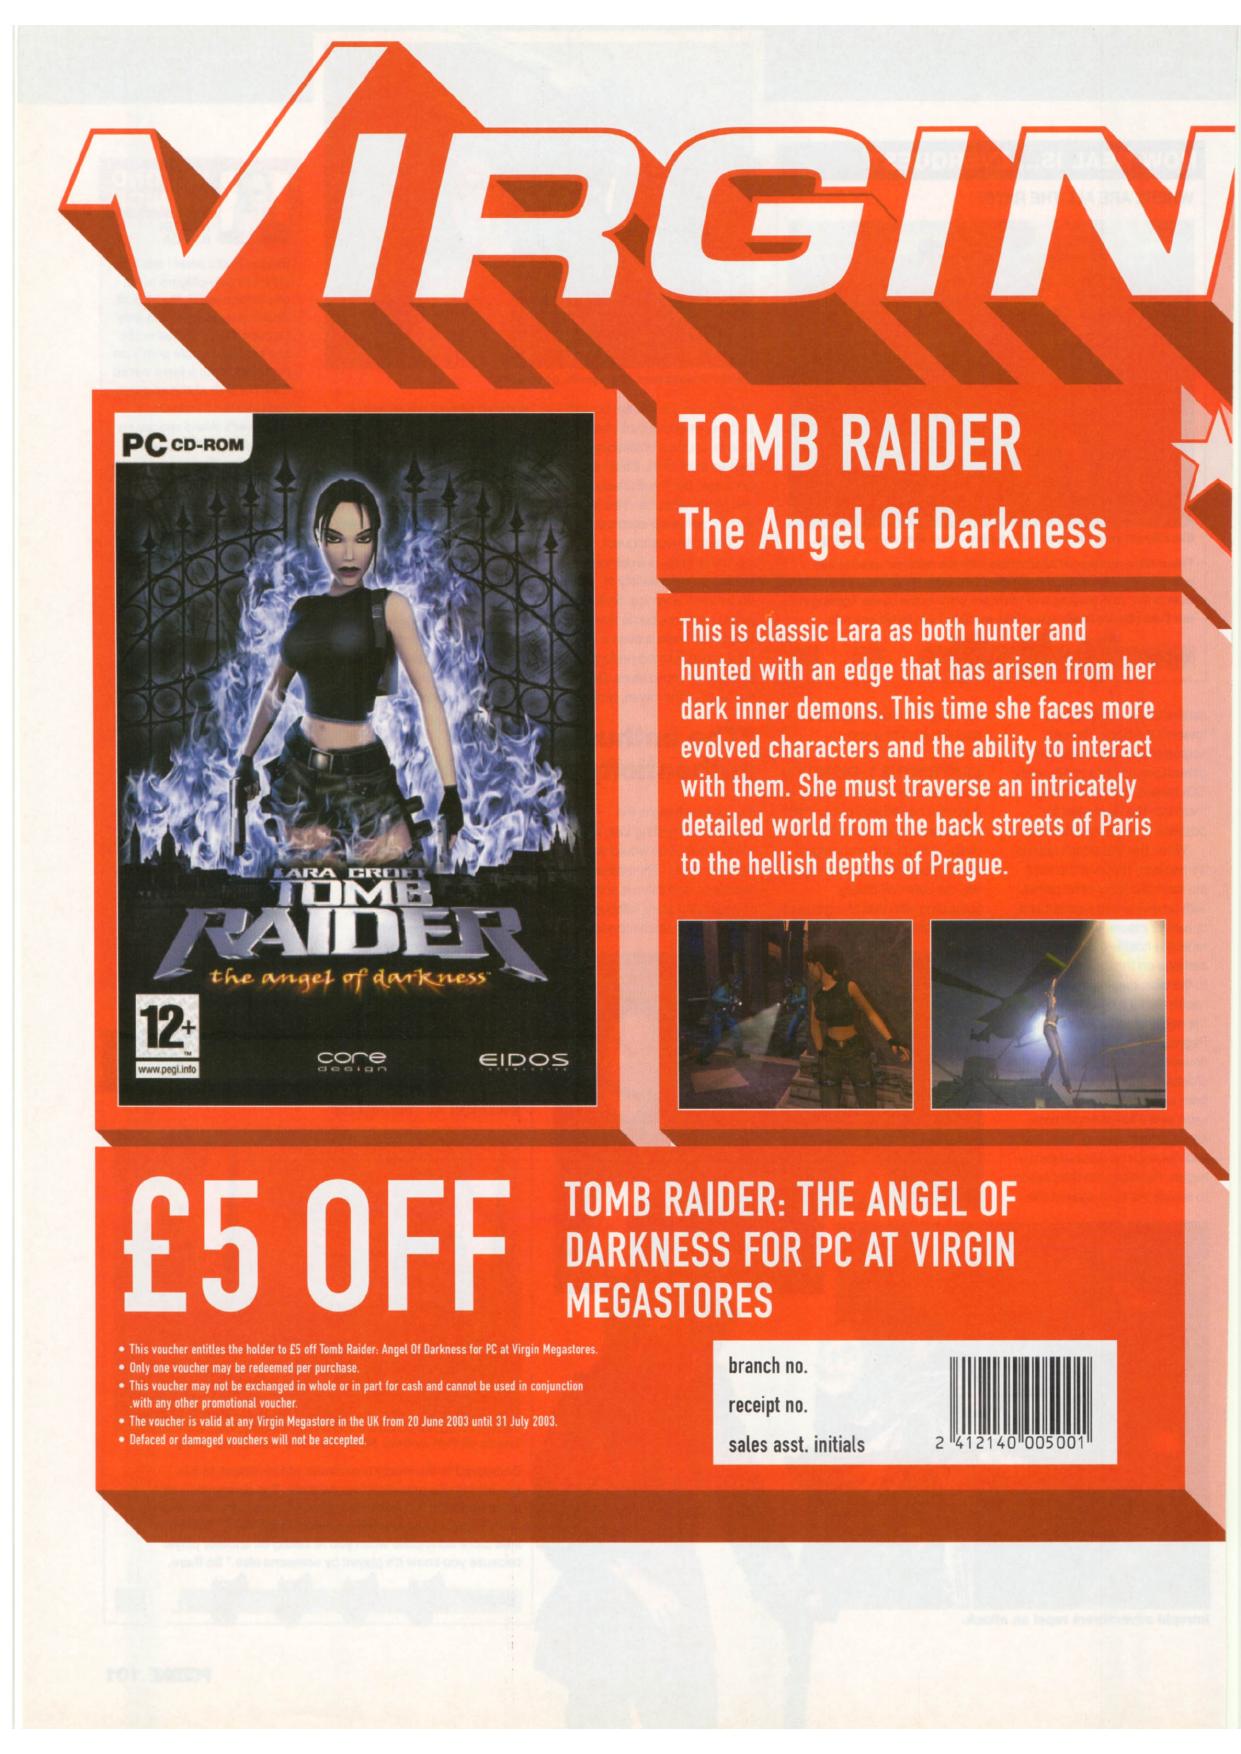 VIRGIN
PC CD-ROM
LARA CROFT
TOMB
RAIDER
the angel of darkness™
12+
™
www.pegi.info
core
design
EIDOS
TOMB RAIDER
The Angel Of Darkness
This is classic Lara as both hunter and
hunted with an edge that has arisen from her
dark inner demons. This time she faces more
evolved characters and the ability to interact
with them. She must traverse an intricately
detailed world from the back streets of Paris
to the hellish depths of Prague.
£5 OFF
TOMB RAIDER: THE ANGEL OF
DARKNESS FOR PC AT VIRGIN
MEGASTORES
• This voucher entitles the holder to £5 off Tomb Raider: Angel Of Darkness for PC at Virgin Megastores.
• Only one voucher may be redeemed per purchase.
• This voucher may not be exchanged in whole or in part for cash and cannot be used in conjunction
.with any other promotional voucher.
• The voucher is valid at any Virgin Megastore in the UK from 20 June 2003 until 31 July 2003.
• Defaced or damaged vouchers will not be accepted.
branch no.
receipt no.
sales asst. initials
2 412140 005001